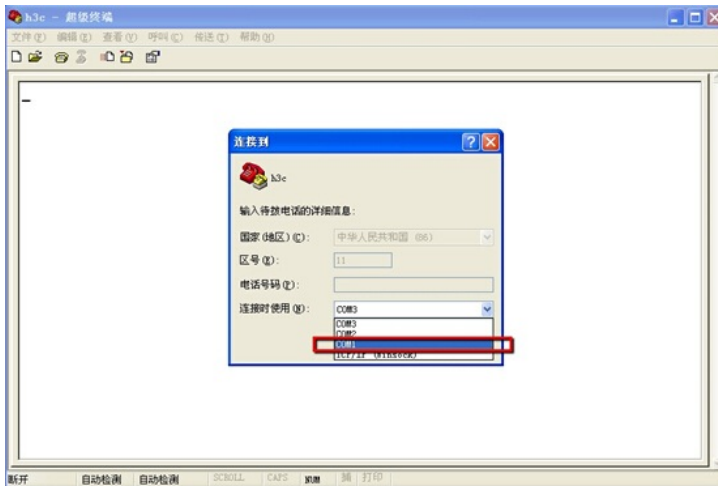 h3c - 超级终端
文件(F) 编辑(E) 查看(V) 呼叫(C) 传送(T) 帮助(H)
连接到
h3c
输入待拨电话的详细信息:
国家(地区)(C): 中华人民共和国 (86)
区号(E): 11
电话号码(P):
连接时使用(N): COM3
COM3
COM2
COM1
TCP/IP (Winsock)
断开 自动检测 自动检测 SCROLL CAPS NUM 捕 打印